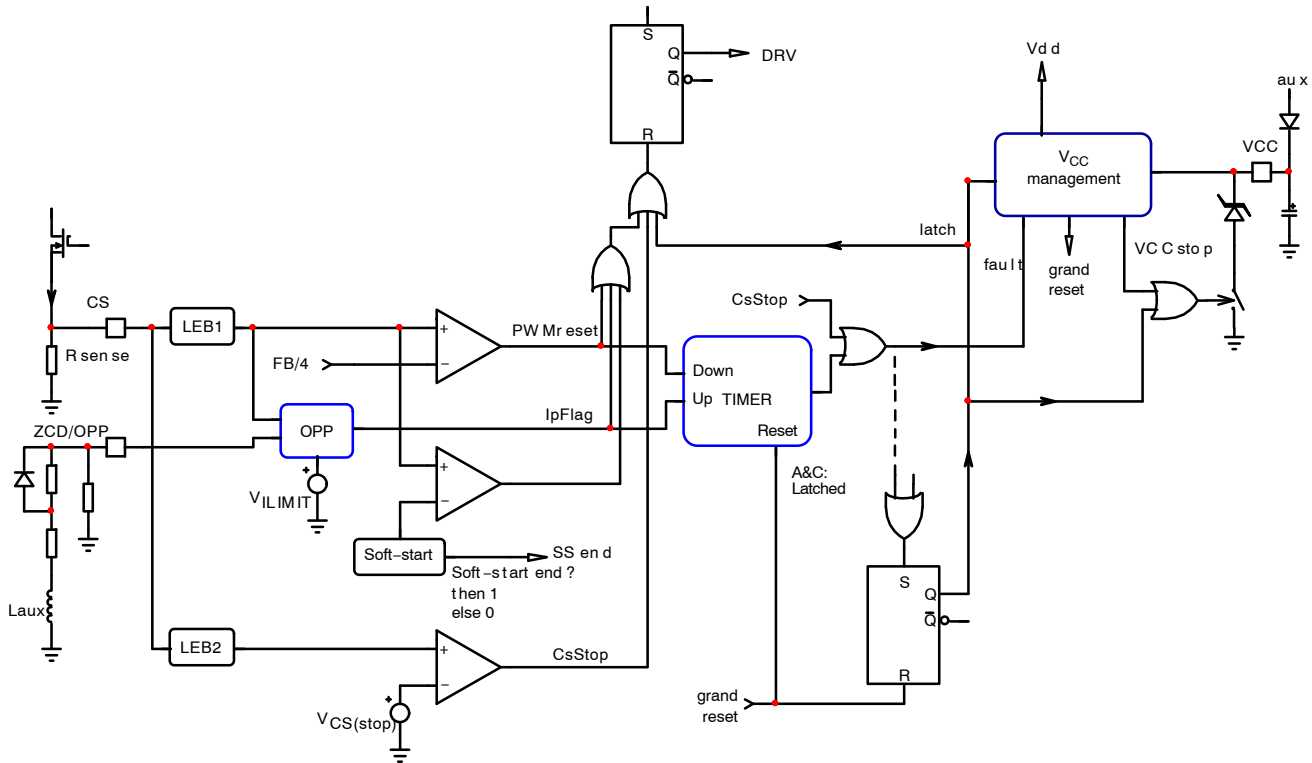 S
Q
DRV
Q
R
Vdd
aux
VCC
VCC
management
latch
fault
grand
reset
VCCstop
CS
LEB1
Rsense
FB/4
+
−
PWMreset
CsStop
Down
Up TIMER
Reset
IpFlag
ZCD/OPP
OPP
+
VILIMIT
+
−
A&C:
Latched
Soft−start
SS end
Soft−start end ?
then 1
else 0
Laux
LEB2
+
−
CsStop
+
VCS(stop)
S
Q
Q
R
grand
reset
+